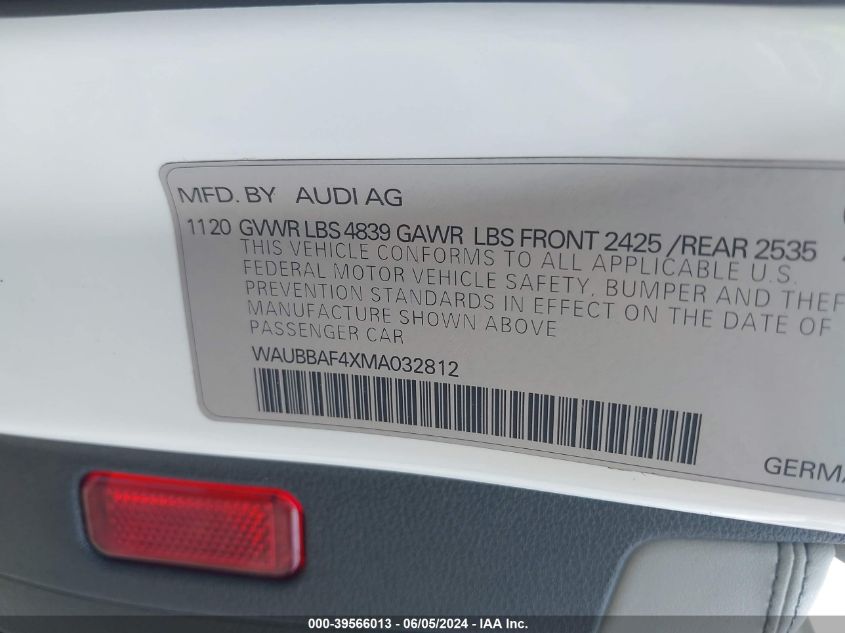 MFD. BY AUDI AG
1120 GVWR LBS 4839 GAWR LBS FRONT 2425 /REAR 2535
THIS VEHICLE CONFORMS TO ALL APPLICABLE U.S.
FEDERAL MOTOR VEHICLE SAFETY, BUMPER AND THEF
PREVENTION STANDARDS IN EFFECT ON THE DATE OF
MANUFACTURE SHOWN ABOVE
PASSENGER CAR
WAUBBAF4XMA032812
GERMA
000-39566013 - 06/05/2024 - IAA Inc.